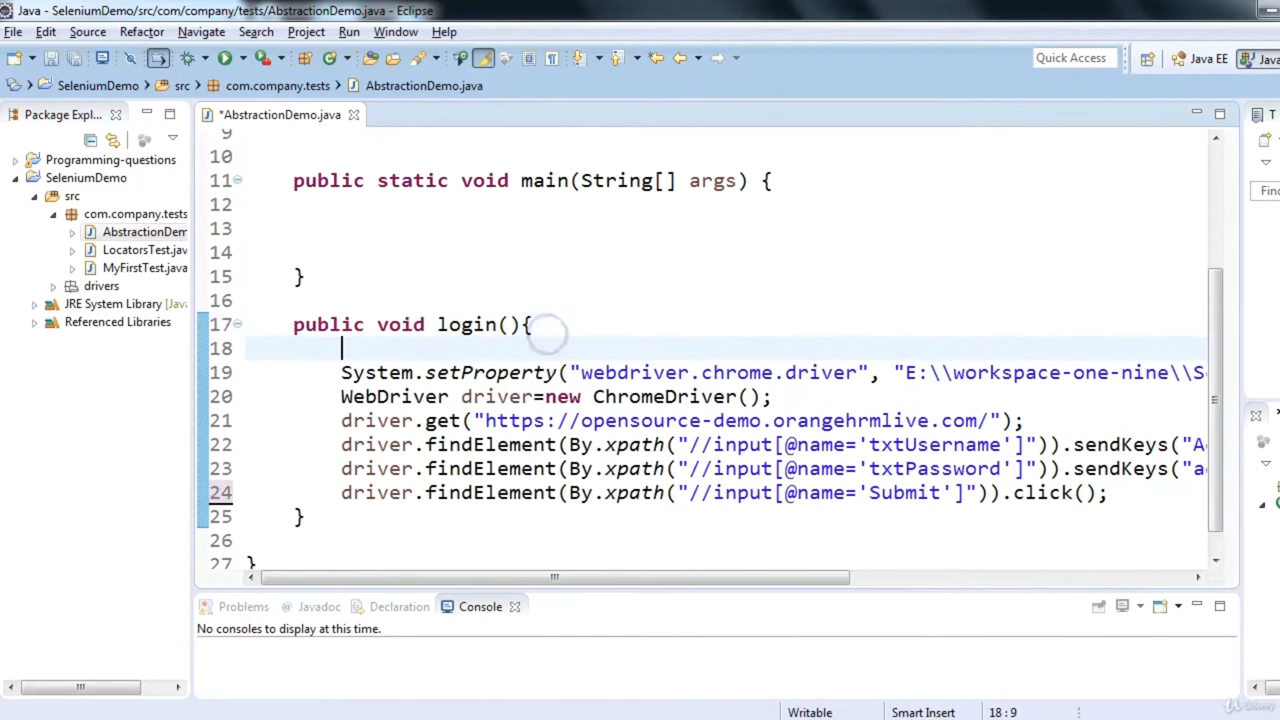 Java - SeleniumDemo/src/com/company/tests/AbstractionDemo.java - Eclipse
File Edit Source Refactor Navigate Search Project Run Window Help
Quick Access Java EE Java
SeleniumDemo src com.company.tests AbstractionDemo.java
Package Expl... *AbstractionDemo.java
Programming-questions
SeleniumDemo
src
com.company.tests
AbstractionDem
LocatorsTest.jav
MyFirstTest.java
drivers
JRE System Library [Java
Referenced Libraries
9
10
11 public static void main(String[] args) {
12
13
14
15 }
16
17 public void login(){
18
19 System.setProperty("webdriver.chrome.driver", "E:\\workspace-one-nine\\S
20 WebDriver driver=new ChromeDriver();
21 driver.get("https://opensource-demo.orangehrmlive.com/");
22 driver.findElement(By.xpath("//input[@name='txtUsername']")).sendKeys("A
23 driver.findElement(By.xpath("//input[@name='txtPassword']")).sendKeys("a
24 driver.findElement(By.xpath("//input[@name='Submit']")).click();
25 }
26
27 }
T
Find
Problems @ Javadoc Declaration Console
No consoles to display at this time.
Writable Smart Insert 18 : 9
Udemy